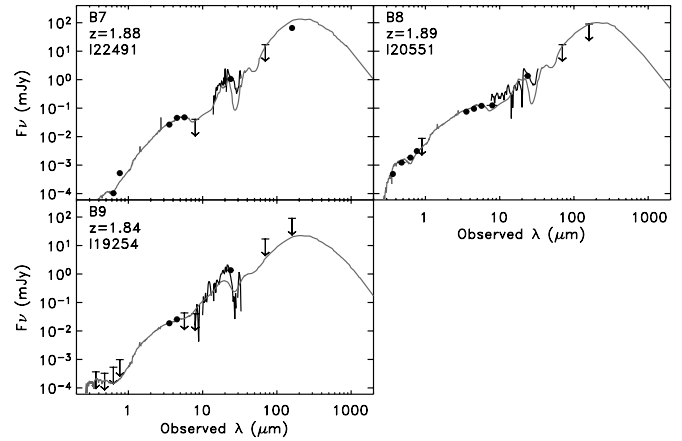 B7
z=1.88
I22491
10²
10¹
10⁰
10⁻¹
10⁻²
10⁻³
10⁻⁴
Fν (mJy)
B8
z=1.89
I20551
1 10 100 1000
Observed λ (μm)
B9
z=1.84
I19254
10²
10¹
10⁰
10⁻¹
10⁻²
10⁻³
10⁻⁴
Fν (mJy)
1 10 100 1000
Observed λ (μm)